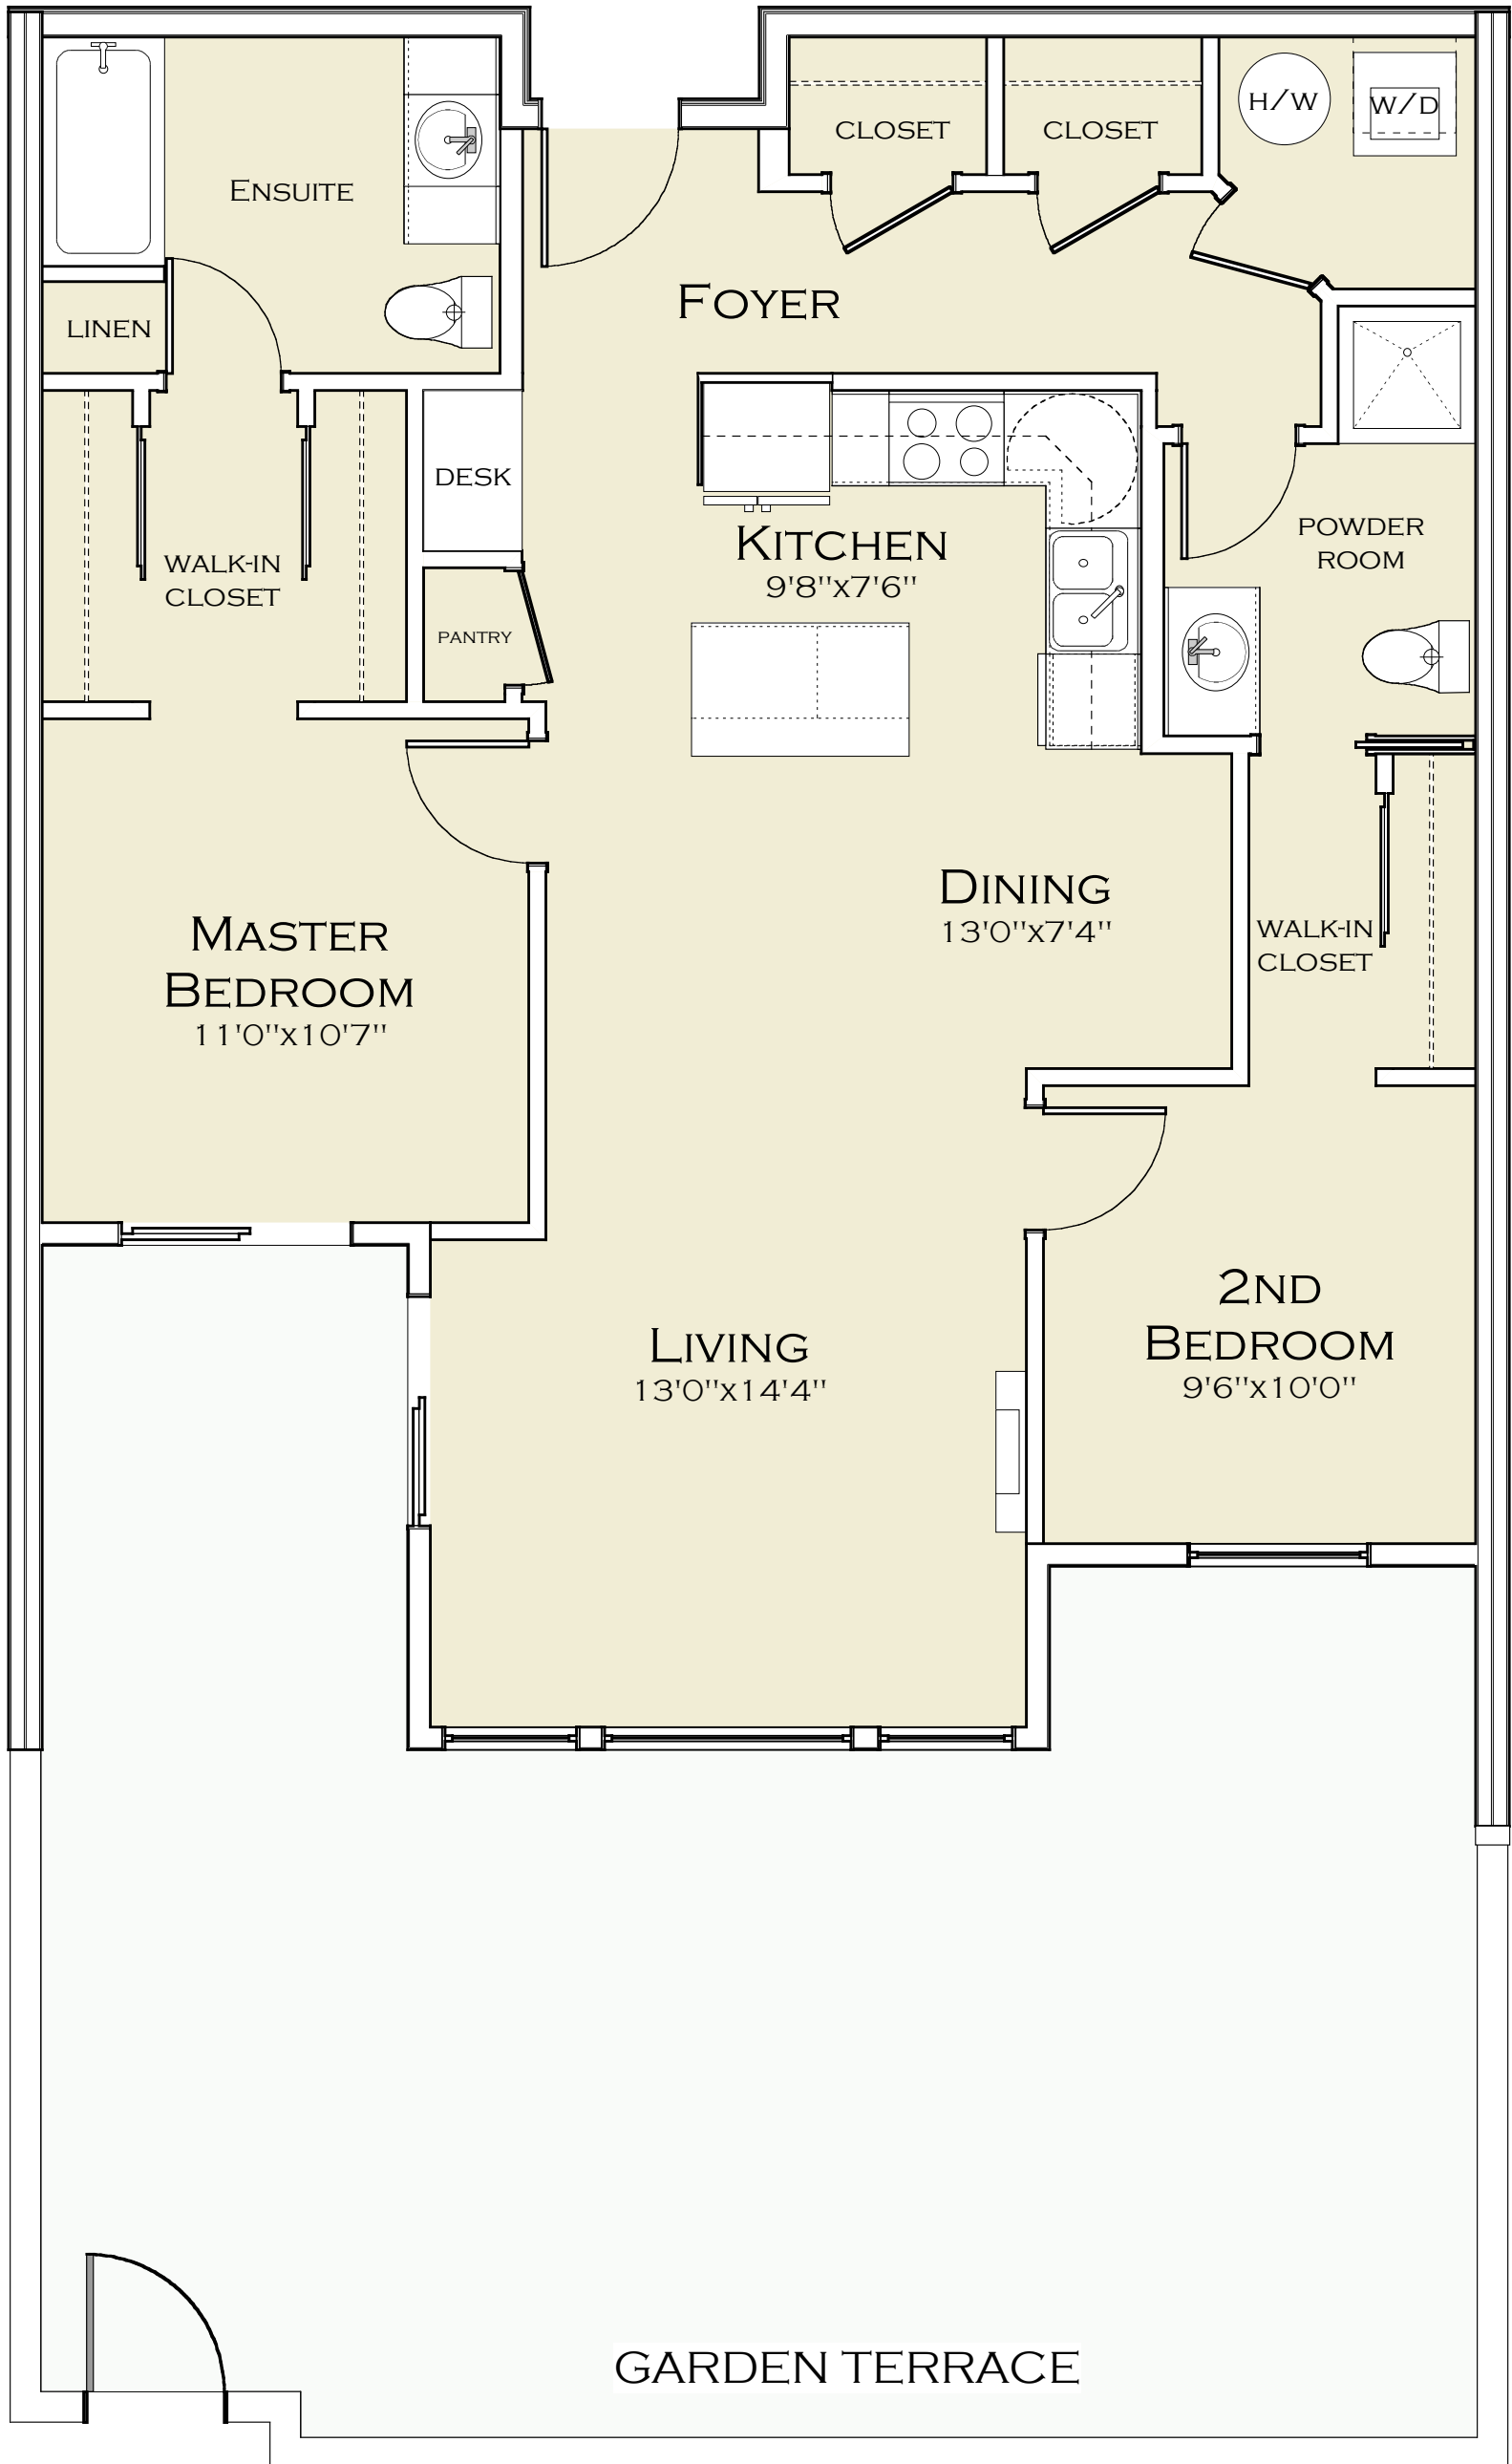 H/W
W/D
CLOSET
CLOSET
ENSUITE
FOYER
LINEN
DESK
KITCHEN
9'8"x7'6"
POWDER
ROOM
WALK-IN
CLOSET
PANTRY
DINING
13'0"x7'4"
WALK-IN
CLOSET
MASTER
BEDROOM
11'0"x10'7"
2ND
BEDROOM
9'6"x10'0"
LIVING
13'0"x14'4"
GARDEN TERRACE